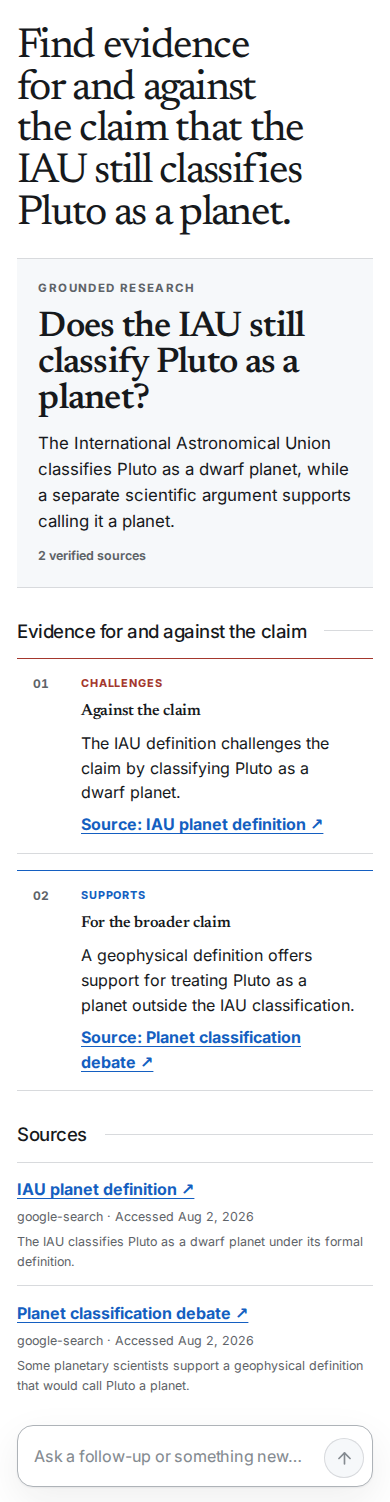 Find evidence
for and against
the claim that the
IAU still classifies
Pluto as a planet.
GROUNDED RESEARCH
Does the IAU still
classify Pluto as a
planet?
The International Astronomical Union
classifies Pluto as a dwarf planet, while
a separate scientific argument supports
calling it a planet.
2 verified sources
Evidence for and against the claim
01 CHALLENGES
Against the claim
The IAU definition challenges the
claim by classifying Pluto as a
dwarf planet.
Source: IAU planet definition ↗
02 SUPPORTS
For the broader claim
A geophysical definition offers
support for treating Pluto as a
planet outside the IAU classification.
Source: Planet classification
debate ↗
Sources
IAU planet definition ↗
google-search · Accessed Aug 2, 2026
The IAU classifies Pluto as a dwarf planet under its formal
definition.
Planet classification debate ↗
google-search · Accessed Aug 2, 2026
Some planetary scientists support a geophysical definition
that would call Pluto a planet.
Ask a follow-up or something new...